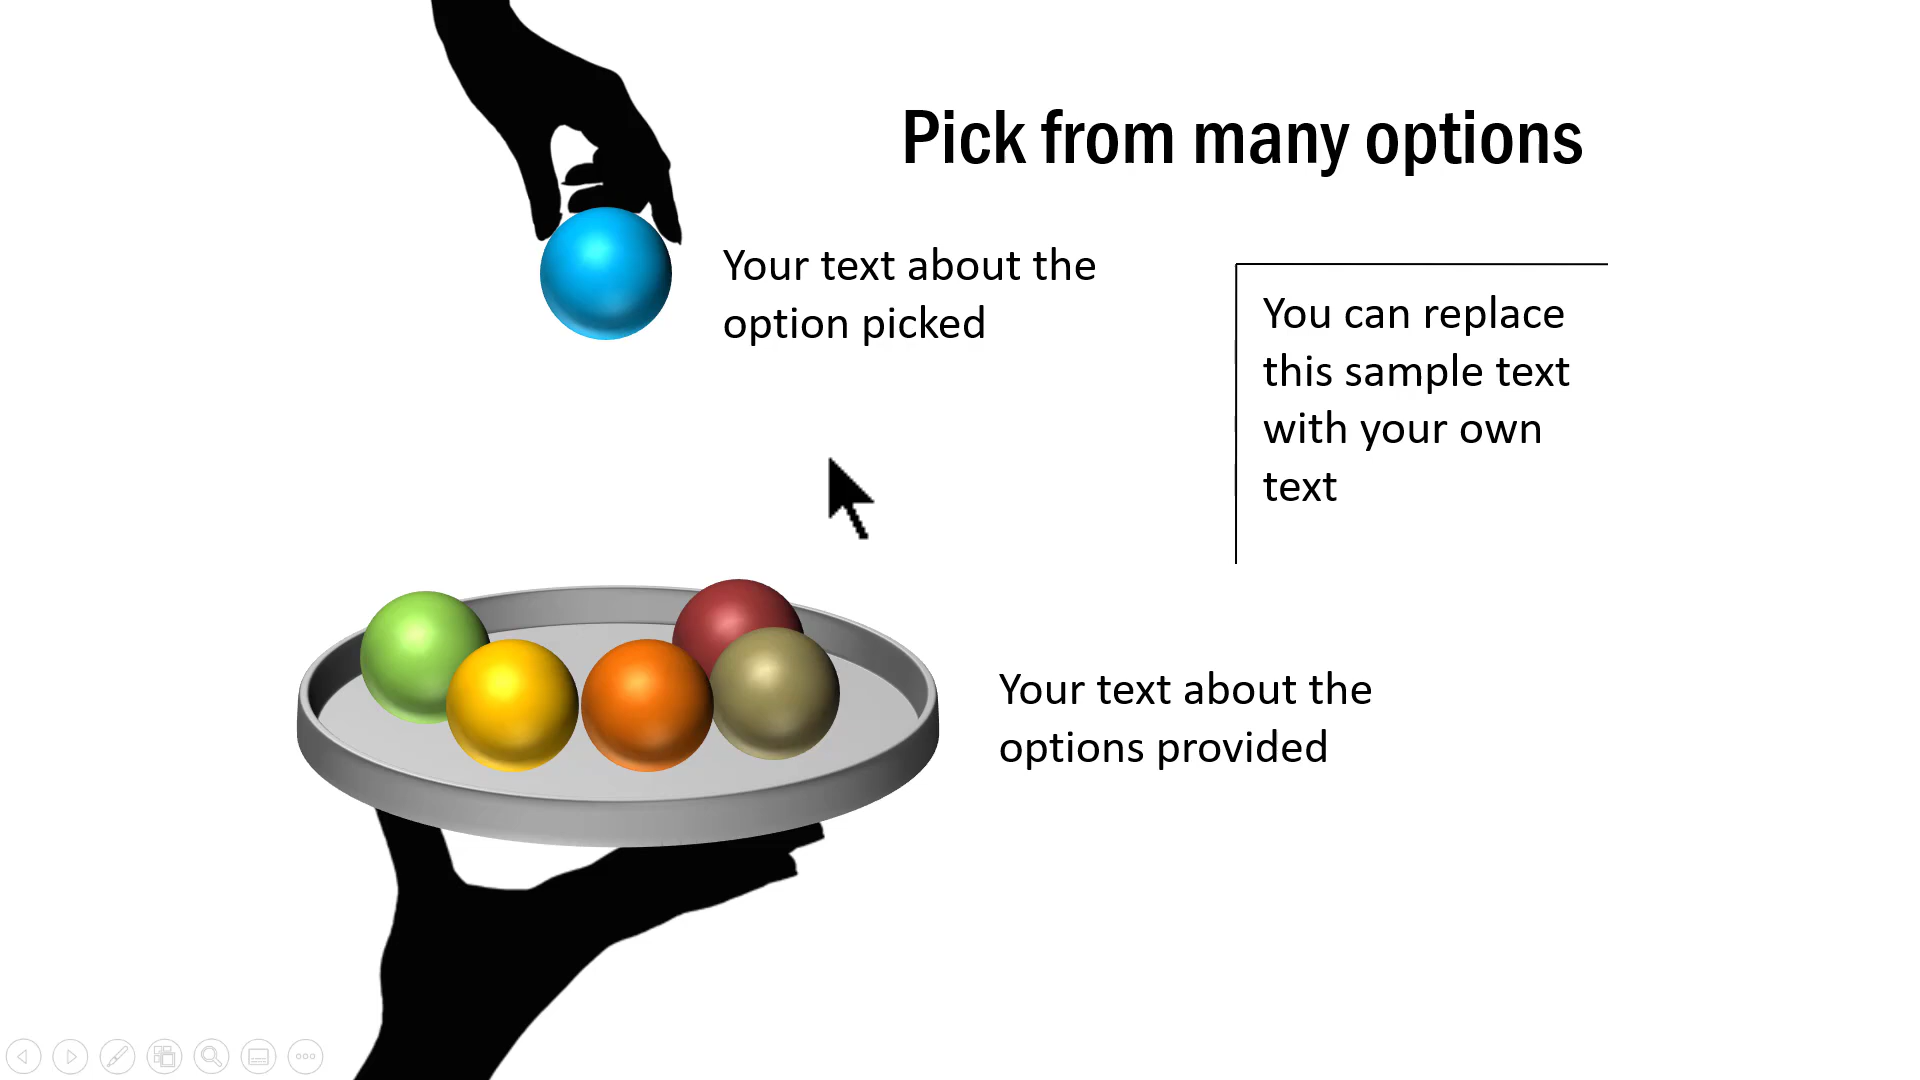 Pick from many options
Your text about the
option picked
You can replace
this sample text
with your own
text
Your text about the
options provided